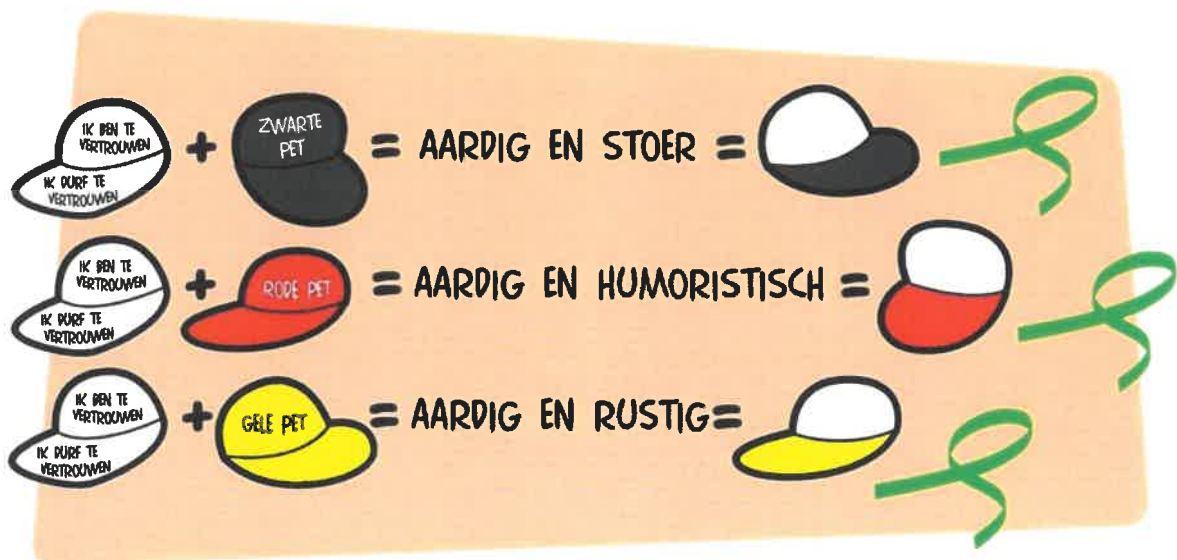 IK BEN TE
VERTROUWEN
IK DURF TE
VERTROUWEN
+
ZWARTE
PET
= AARDIG EN STOER =
IK BEN TE
VERTROUWEN
IK DURF TE
VERTROUWEN
+
RODE PET
= AARDIG EN HUMORISTISCH =
IK BEN TE
VERTROUWEN
IK DURF TE
VERTROUWEN
+
GELE PET
= AARDIG EN RUSTIG =